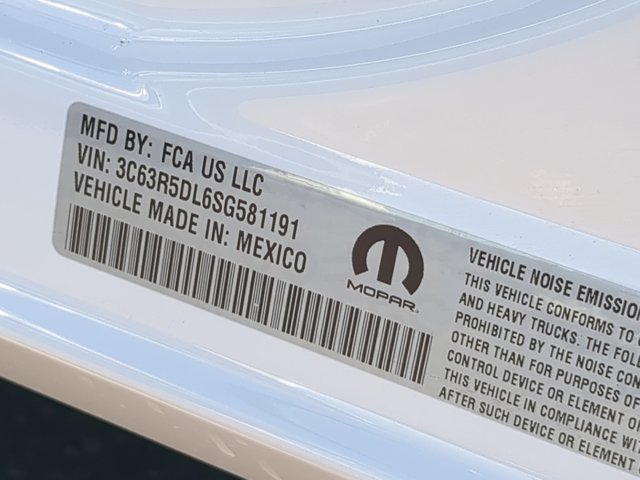 MFD BY: FCA US LLC
VIN: 3C63R5DL6SG581191
VEHICLE MADE IN: MEXICO
MOPAR
VEHICLE NOISE EMISSION
THIS VEHICLE CONFORMS TO
AND HEAVY TRUCKS. THE FOLL
PROHIBITED BY THE NOISE CON
OTHER THAN FOR PURPOSES OF
CONTROL DEVICE OR ELEMENT O
THIS VEHICLE IN COMPLIANCE WIT
AFTER SUCH DEVICE OR ELEMENT